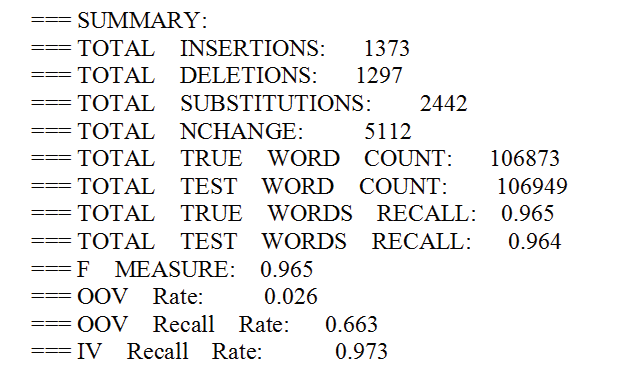 === SUMMARY:
=== TOTAL INSERTIONS: 1373
=== TOTAL DELETIONS: 1297
=== TOTAL SUBSTITUTIONS: 2442
=== TOTAL NCHANGE: 5112
=== TOTAL TRUE WORD COUNT: 106873
=== TOTAL TEST WORD COUNT: 106949
=== TOTAL TRUE WORDS RECALL: 0.965
=== TOTAL TEST WORDS RECALL: 0.964
=== F MEASURE: 0.965
=== OOV Rate: 0.026
=== OOV Recall Rate: 0.663
=== IV Recall Rate: 0.973